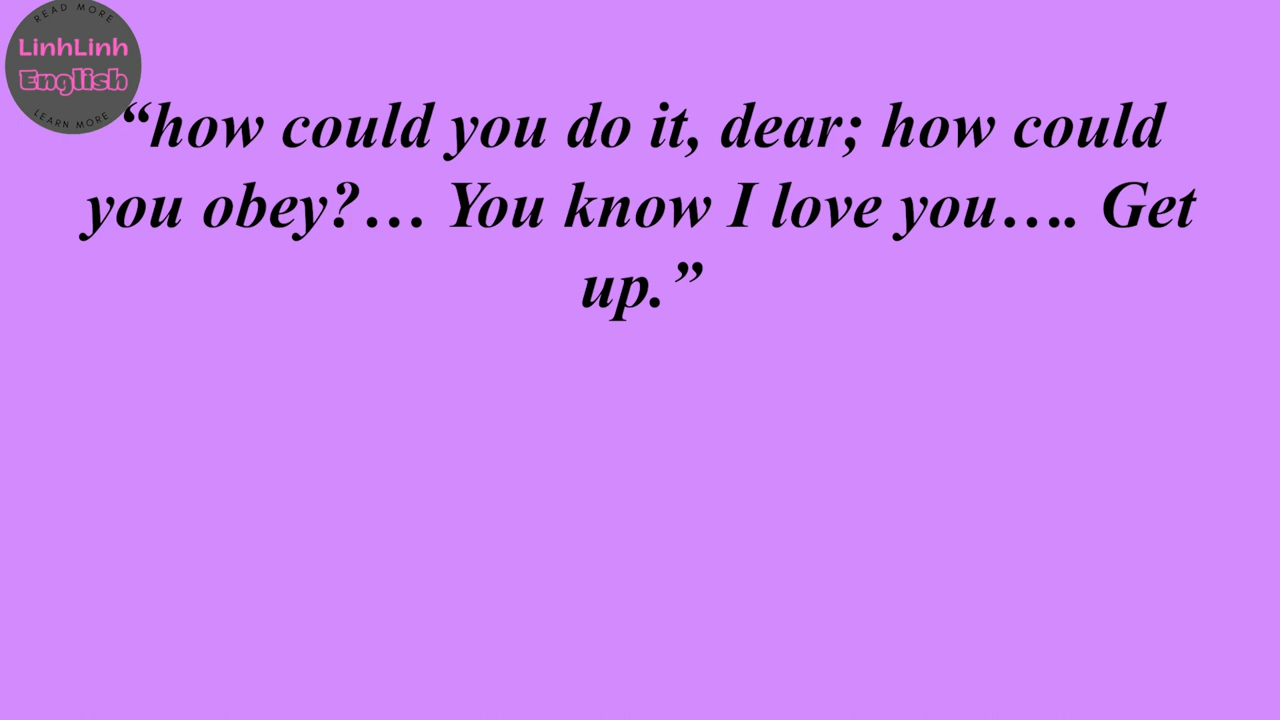 READ MORE
LinhLinh
English
LEARN MORE
“how could you do it, dear; how could
you obey?… You know I love you…. Get
up.”